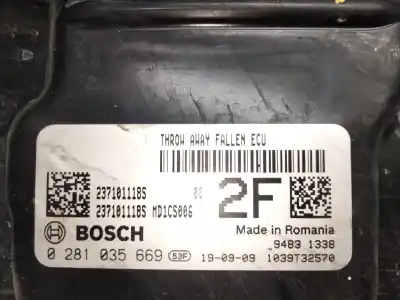 THROW AWAY FALLEN ECU
237101118S 00
237101118S MD1CS006
2F
BOSCH
Made in Romania
9483 1338
0 281 035 669 53F 19-09-09 1039T32570